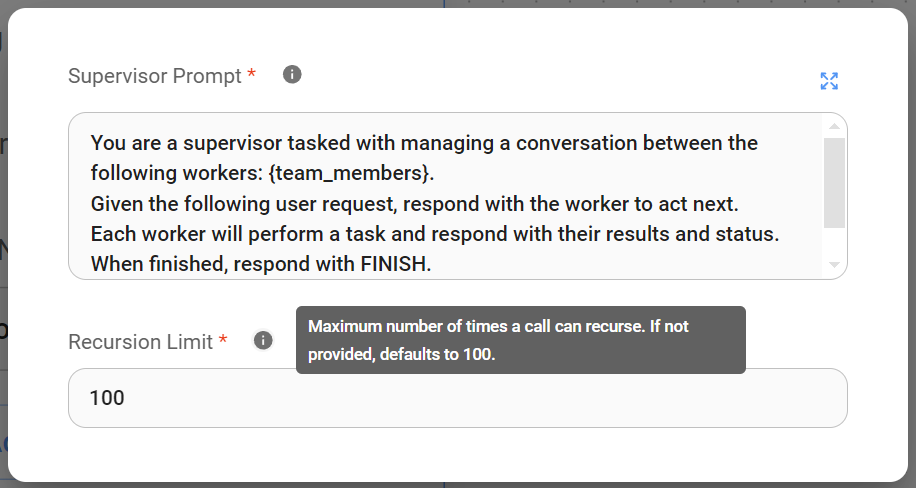 Supervisor Prompt *
You are a supervisor tasked with managing a conversation between the
following workers: {team_members}.
Given the following user request, respond with the worker to act next.
Each worker will perform a task and respond with their results and status.
When finished, respond with FINISH.
Recursion Limit *
Maximum number of times a call can recurse. If not
provided, defaults to 100.
100